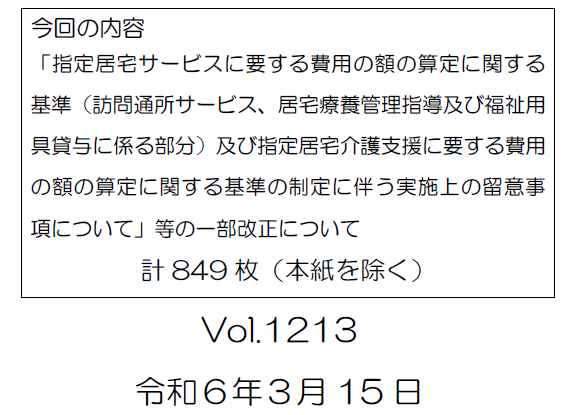 今回の内容
「指定居宅サービスに要する費用の額の算定に関する
基準（訪問通所サービス、居宅療養管理指導及び福祉用
具貸与に係る部分）及び指定居宅介護支援に要する費用
の額の算定に関する基準の制定に伴う実施上の留意事
項について」等の一部改正について
計 849 枚（本紙を除く）
Vol.1213
令和６年３月 15 日